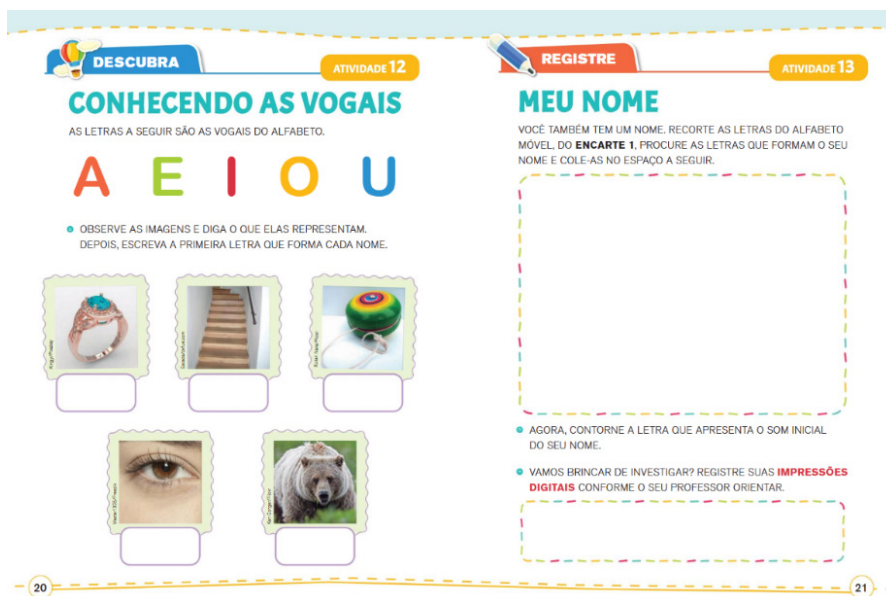 DESCUBRA
ATIVIDADE 12
CONHECENDO AS VOGAIS
AS LETRAS A SEGUIR SÃO AS VOGAIS DO ALFABETO.
A E I O U
OBSERVE AS IMAGENS E DIGA O QUE ELAS REPRESENTAM.
DEPOIS, ESCREVA A PRIMEIRA LETRA QUE FORMA CADA NOME.
20
REGISTRE
ATIVIDADE 13
MEU NOME
VOCÊ TAMBÉM TEM UM NOME. RECORTE AS LETRAS DO ALFABETO
MÓVEL, DO ENCARTE 1, PROCURE AS LETRAS QUE FORMAM O SEU
NOME E COLE-AS NO ESPAÇO A SEGUIR.
AGORA, CONTORNE A LETRA QUE APRESENTA O SOM INICIAL
DO SEU NOME.
VAMOS BRINCAR DE INVESTIGAR? REGISTRE SUAS IMPRESSÕES
DIGITAIS CONFORME O SEU PROFESSOR ORIENTAR.
21